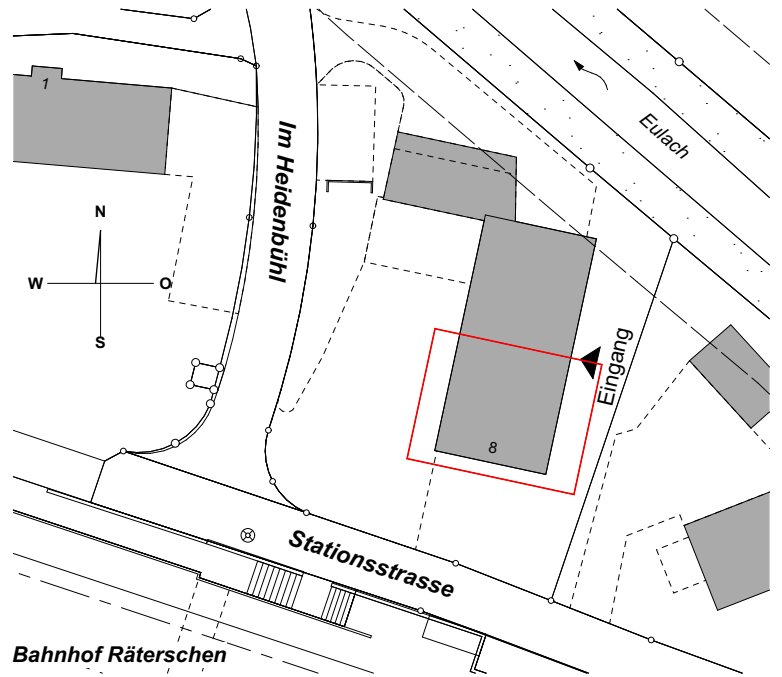 1
Im Heidenbühl
Eulach
N
W
O
S
Eingang
8
Stationsstrasse
Bahnhof Räterschen